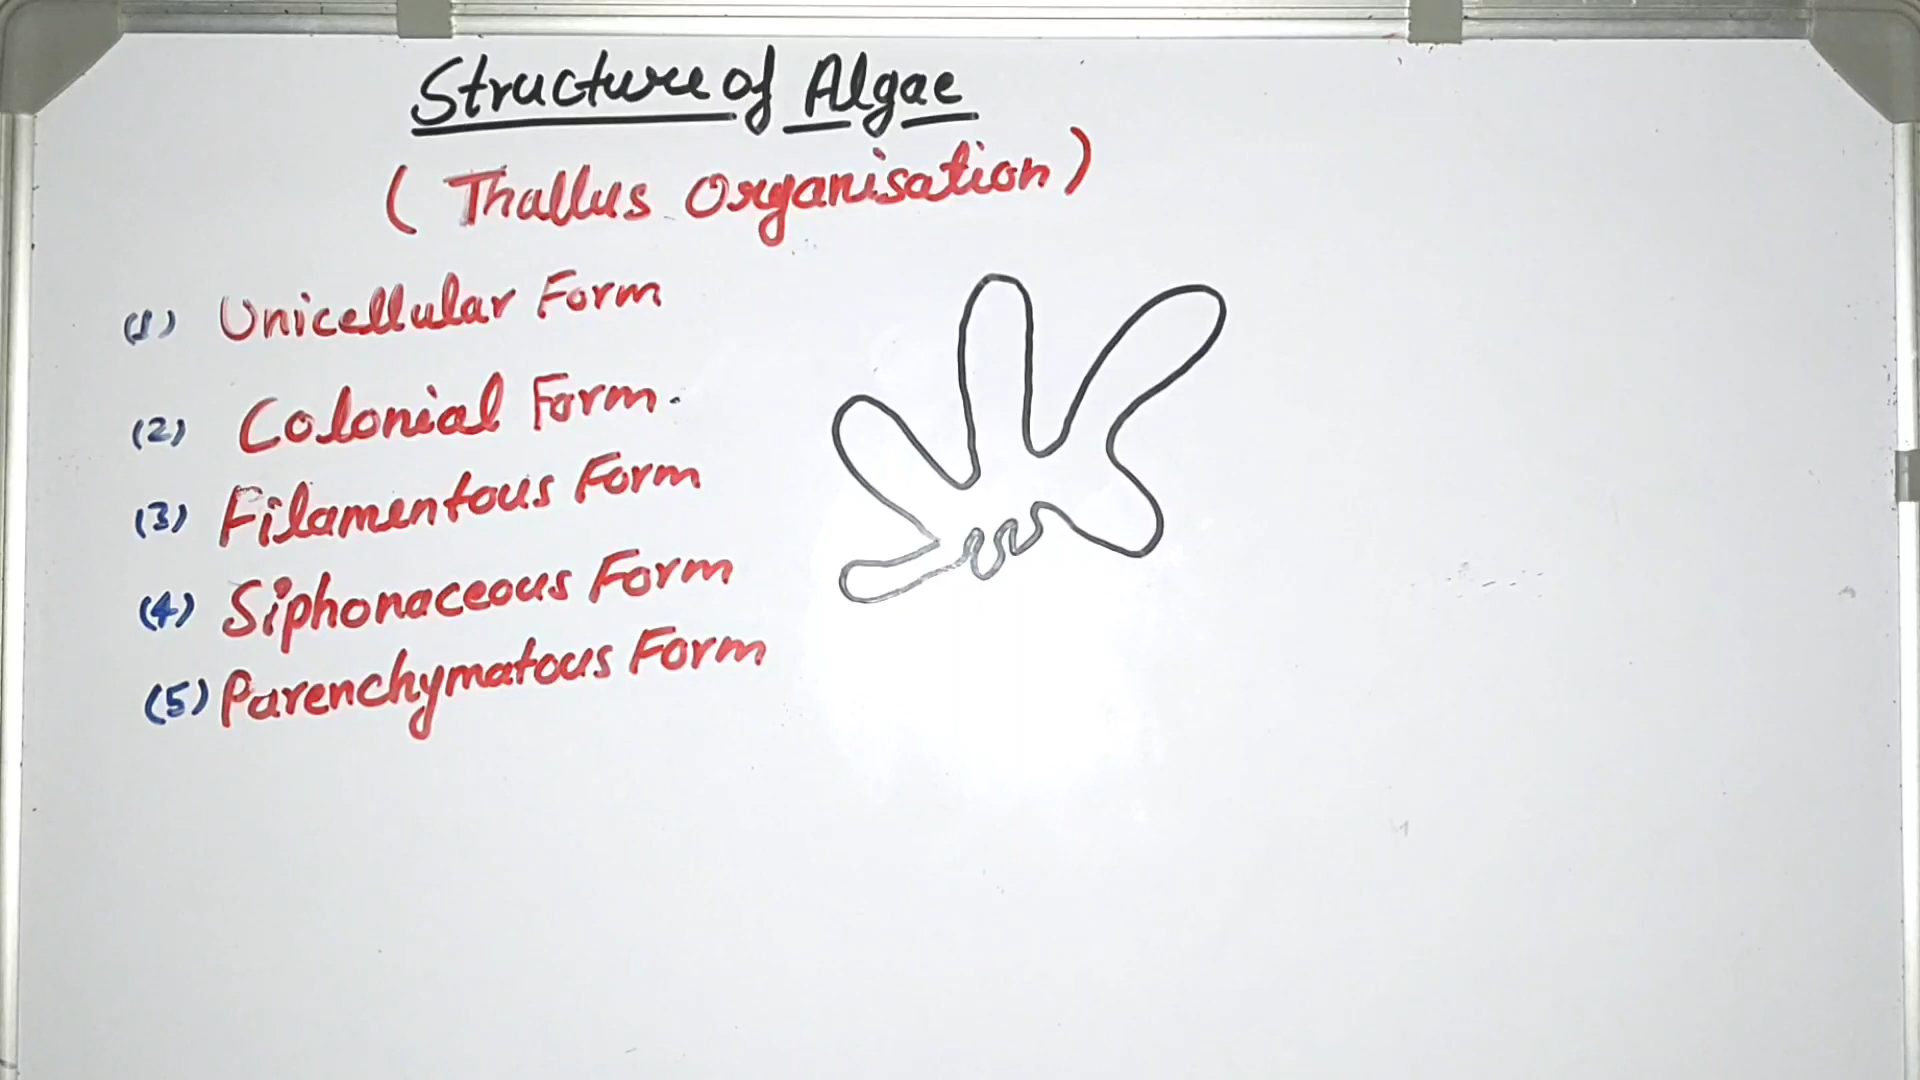 Structure of Algae
(Thallus Organisation)
(1) Unicellular Form
(2) Colonial Form.
(3) Filamentous Form
(4) Siphonaceous Form
(5) Parenchymatous Form